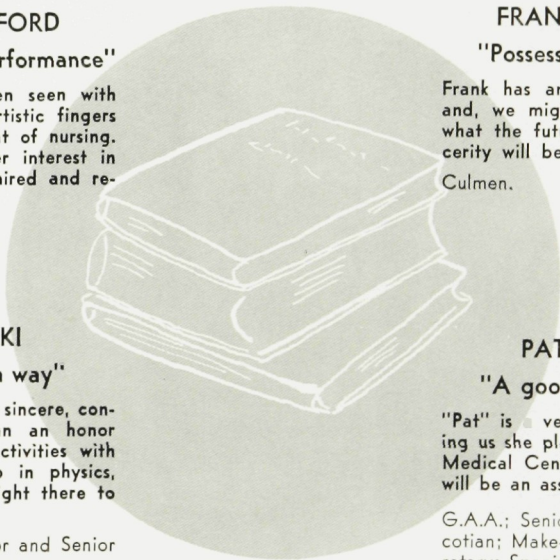 FORD
rformance"
en seen with
rtistic fingers
t of nursing.
er interest in
ired and re-
KI
n way"
sincere, con-
n an honor
ctivities with
o in physics,
ght there to
or and Senior
FRAN
"Possess
Frank has an
and, we mig
what the fut
cerity will be
Culmen.
PAT
"A goo
"Pat" is a ve
ing us she pl
Medical Cen
will be an ass
G.A.A.; Senio
cotian; Make